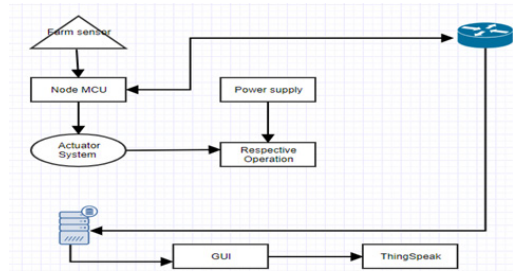 Farm sensor
Node MCU
Power supply
Actuator
System
Respective
Operation
GUI
ThingSpeak